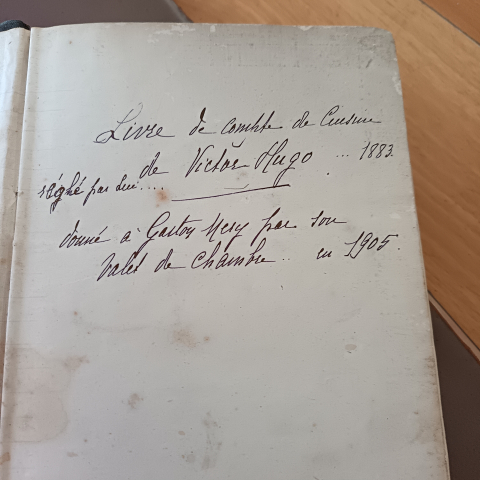 Livre de compte de Cuisine
de Victor Hugo ... 1883
réglé par lui....
donné à Gaston Mery par son
valet de chambre .. en 1905.